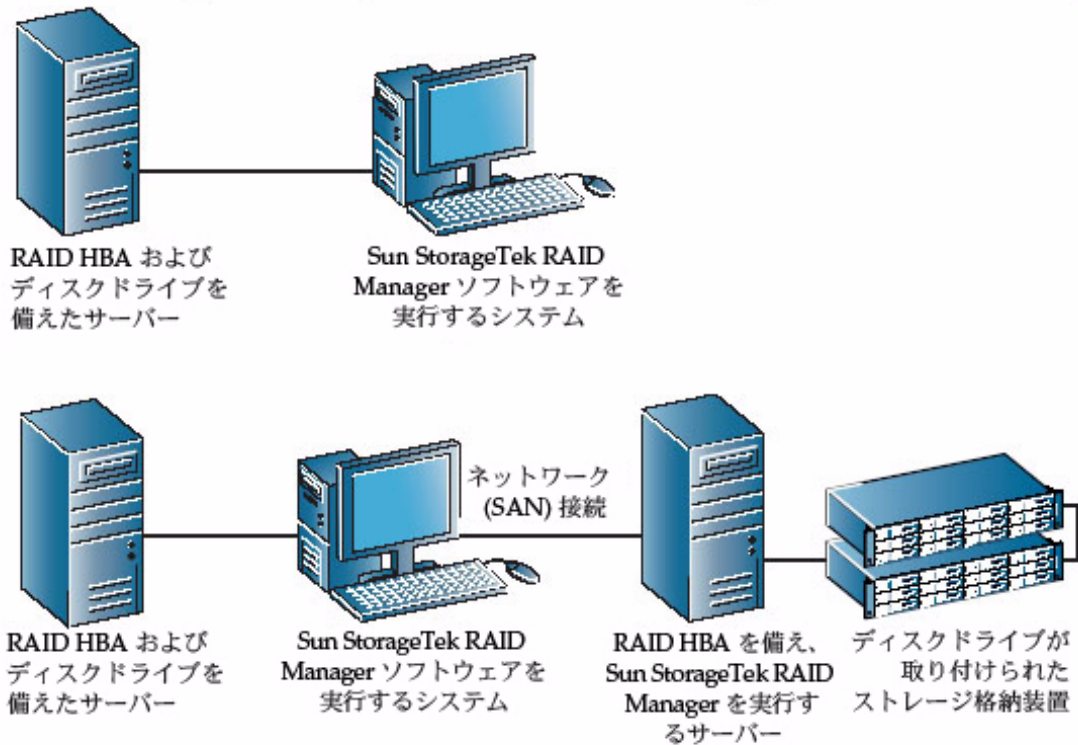 RAID HBA および
ディスクドライブを
備えたサーバー
Sun StorageTek RAID
Manager ソフトウェアを
実行するシステム
ネットワーク
(SAN) 接続
RAID HBA および
ディスクドライブを
備えたサーバー
Sun StorageTek RAID
Manager ソフトウェアを
実行するシステム
RAID HBA を備え、
Sun StorageTek RAID
Manager を実行す
るサーバー
ディスクドライブが
取り付けられた
ストレージ格納装置